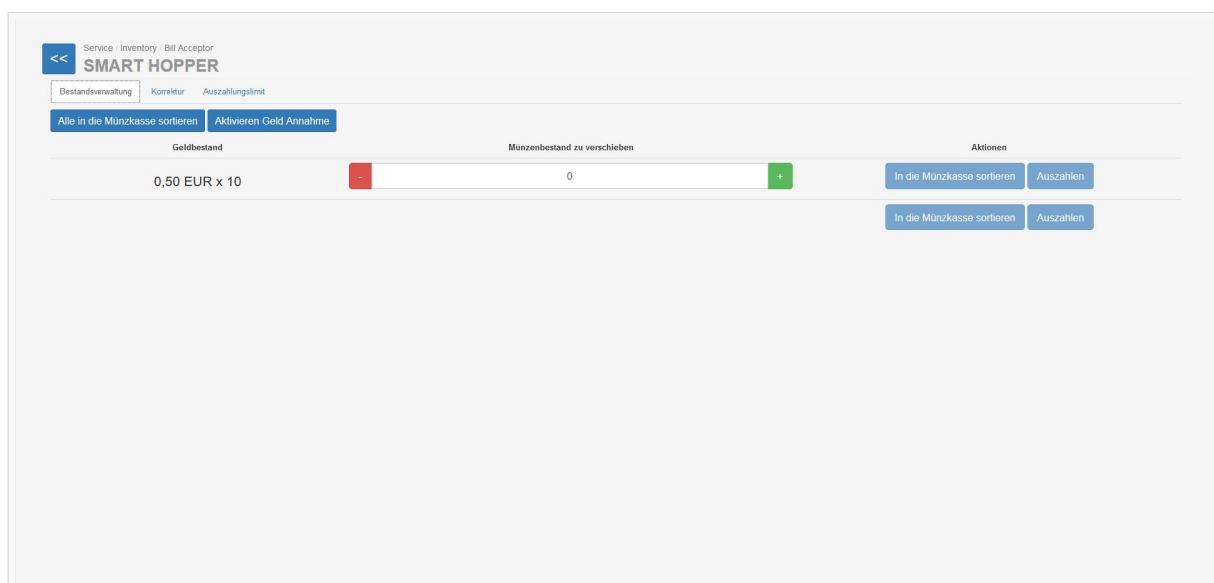 <<
Service / Inventory / Bill Acceptor
SMART HOPPER
Bestandsverwaltung Korrektur Auszahlungslimit
Alle in die Münzkasse sortieren Aktivieren Geld Annahme
Geldbestand Münzenbestand zu verschieben Aktionen
0,50 EUR x 10 - 0 + In die Münzkasse sortieren Auszahlen
In die Münzkasse sortieren Auszahlen